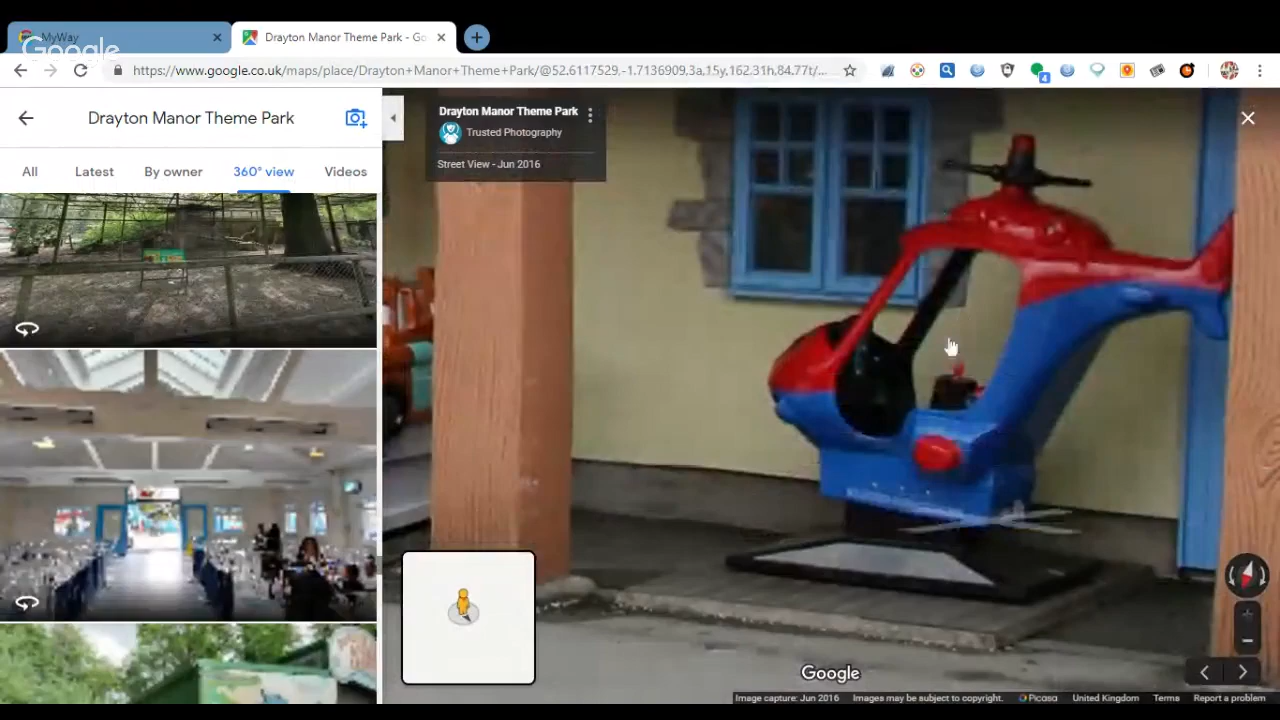 MyWay
Drayton Manor Theme Park - Go
Google
https://www.google.co.uk/maps/place/Drayton+Manor+Theme+Park/@52.6117529,-1.7136909,3a,15y,162.31h,84.77t/...
4
Drayton Manor Theme Park
All
Latest
By owner
360° view
Videos
Drayton Manor Theme Park
Trusted Photography
Street View - Jun 2016
Google
Image capture: Jun 2016
Images may be subject to copyright.
Picasa
United Kingdom
Terms
Report a problem